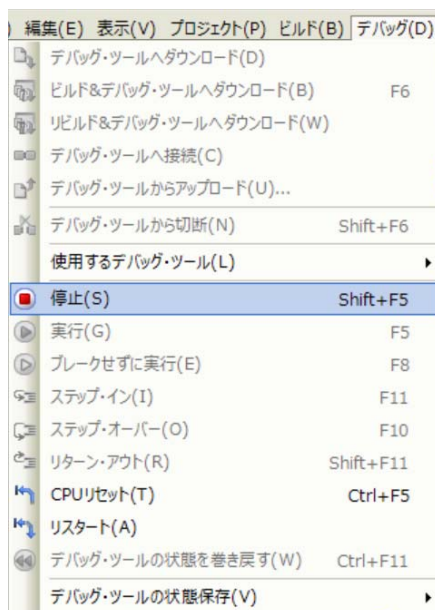 ) 編集(E) 表示(V) プロジェクト(P) ビルド(B) デバッグ(D)
デバッグ・ツールへダウンロード(D)
ビルド&デバッグ・ツールへダウンロード(B) F6
リビルド&デバッグ・ツールへダウンロード(W)
デバッグ・ツールへ接続(C)
デバッグ・ツールからアップロード(U)...
デバッグ・ツールから切断(N) Shift+F6
使用するデバッグ・ツール(L)
停止(S) Shift+F5
実行(G) F5
ブレークせずに実行(E) F8
ステップ・イン(I) F11
ステップ・オーバー(O) F10
リターン・アウト(R) Shift+F11
CPUリセット(T) Ctrl+F5
リスタート(A)
デバッグ・ツールの状態を巻き戻す(W) Ctrl+F11
デバッグ・ツールの状態保存(V)